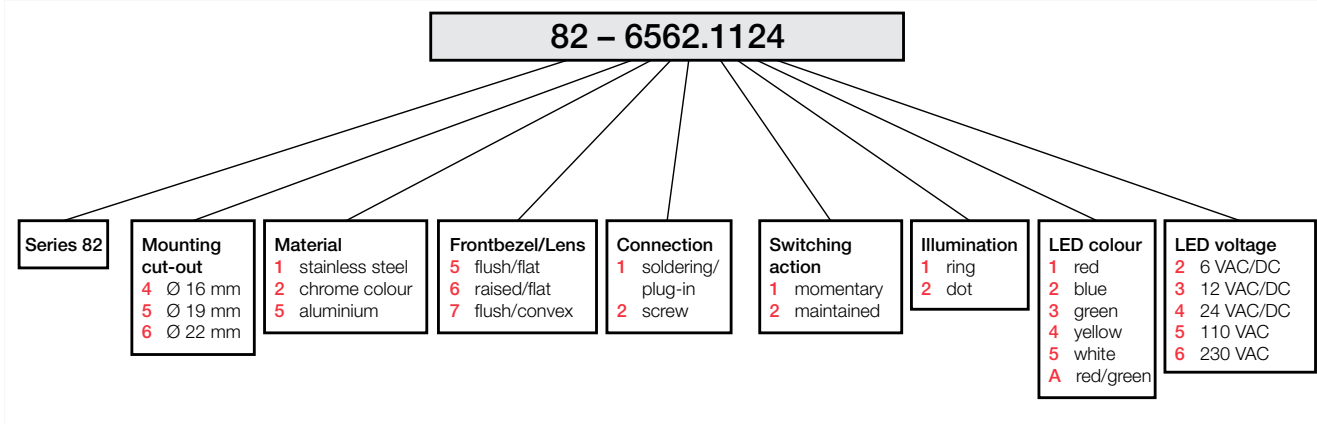 82 – 6562.1124
Series 82
Mounting
cut-out
4 Ø 16 mm
5 Ø 19 mm
6 Ø 22 mm
Material
1 stainless steel
2 chrome colour
5 aluminium
Frontbezel/Lens
5 flush/flat
6 raised/flat
7 flush/convex
Connection
1 soldering/
plug-in
2 screw
Switching
action
1 momentary
2 maintained
Illumination
1 ring
2 dot
LED colour
1 red
2 blue
3 green
4 yellow
5 white
A red/green
LED voltage
2 6 VAC/DC
3 12 VAC/DC
4 24 VAC/DC
5 110 VAC
6 230 VAC